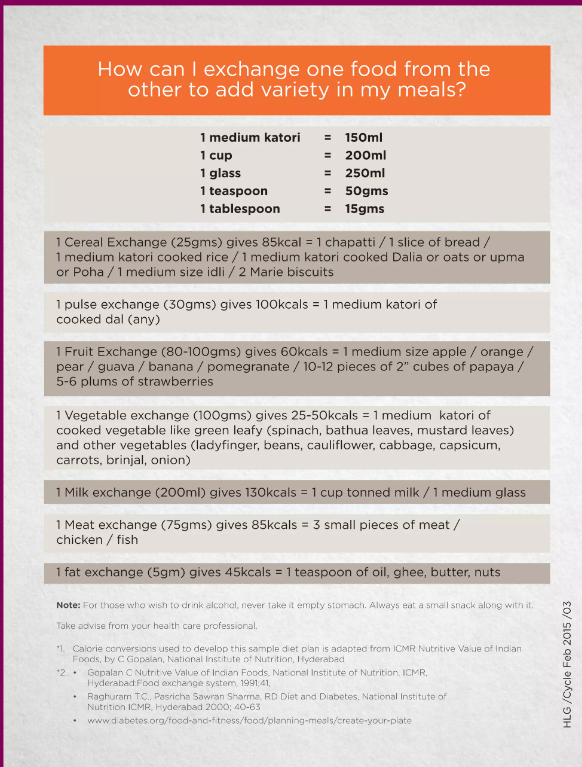 How can I exchange one food from the
other to add variety in my meals?
1 medium katori = 150ml
1 cup = 200ml
1 glass = 250ml
1 teaspoon = 50gms
1 tablespoon = 15gms
1 Cereal Exchange (25gms) gives 85kcal = 1 chapatti / 1 slice of bread /
1 medium katori cooked rice / 1 medium katori cooked Dalia or oats or upma
or Poha / 1 medium size idli / 2 Marie biscuits
1 pulse exchange (30gms) gives 100kcals = 1 medium katori of
cooked dal (any)
1 Fruit Exchange (80-100gms) gives 60kcals = 1 medium size apple / orange /
pear / guava / banana / pomegranate / 10-12 pieces of 2" cubes of papaya /
5-6 plums of strawberries
1 Vegetable exchange (100gms) gives 25-50kcals = 1 medium katori of
cooked vegetable like green leafy (spinach, bathua leaves, mustard leaves)
and other vegetables (ladyfinger, beans, cauliflower, cabbage, capsicum,
carrots, brinjal, onion)
1 Milk exchange (200ml) gives 130kcals = 1 cup tonned milk / 1 medium glass
1 Meat exchange (75gms) gives 85kcals = 3 small pieces of meat /
chicken / fish
1 fat exchange (5gm) gives 45kcals = 1 teaspoon of oil, ghee, butter, nuts
Note: For those who wish to drink alcohol, never take it empty stomach. Always eat a small snack along with it.
Take advise from your health care professional.
*1. Calorie conversions used to develop this sample diet plan is adapted from ICMR Nutritive Value of Indian
Foods, by C Gopalan, National Institute of Nutrition, Hyderabad
*2. • Gopalan C Nutritive Value of Indian Foods, National Institute of Nutrition, ICMR,
Hyderabad:Food exchange system, 1991;41,
• Raghuram T.C., Pasricha Sawran Sharma, RD Diet and Diabetes, National Institute of
Nutrition ICMR, Hyderabad 2000; 40-63
• www.diabetes.org/food-and-fitness/food/planning-meals/create-your-plate
HLG /Cycle Feb 2015 /03